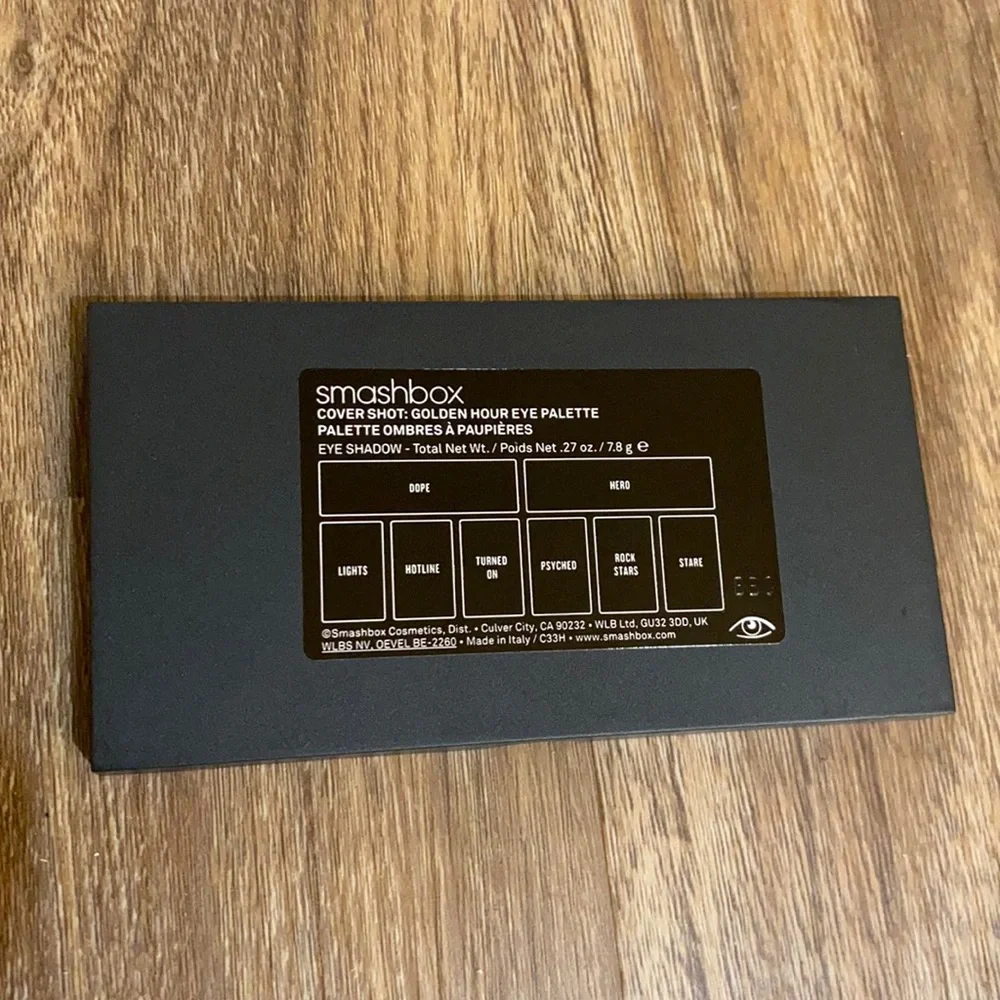 smashbox
COVER SHOT: GOLDEN HOUR EYE PALETTE
PALETTE OMBRES À PAUPIÈRES
EYE SHADOW - Total Net Wt. / Poids Net .27 oz. / 7.8 g ℮
DOPE
HERO
LIGHTS
HOTLINE
TURNED
ON
PSYCHED
ROCK
STARS
STARE
©Smashbox Cosmetics, Dist. • Culver City, CA 90232 • WLB Ltd, GU32 3DD, UK
WLBS NV, OEVEL BE-2260 • Made in Italy / C33H • www.smashbox.com